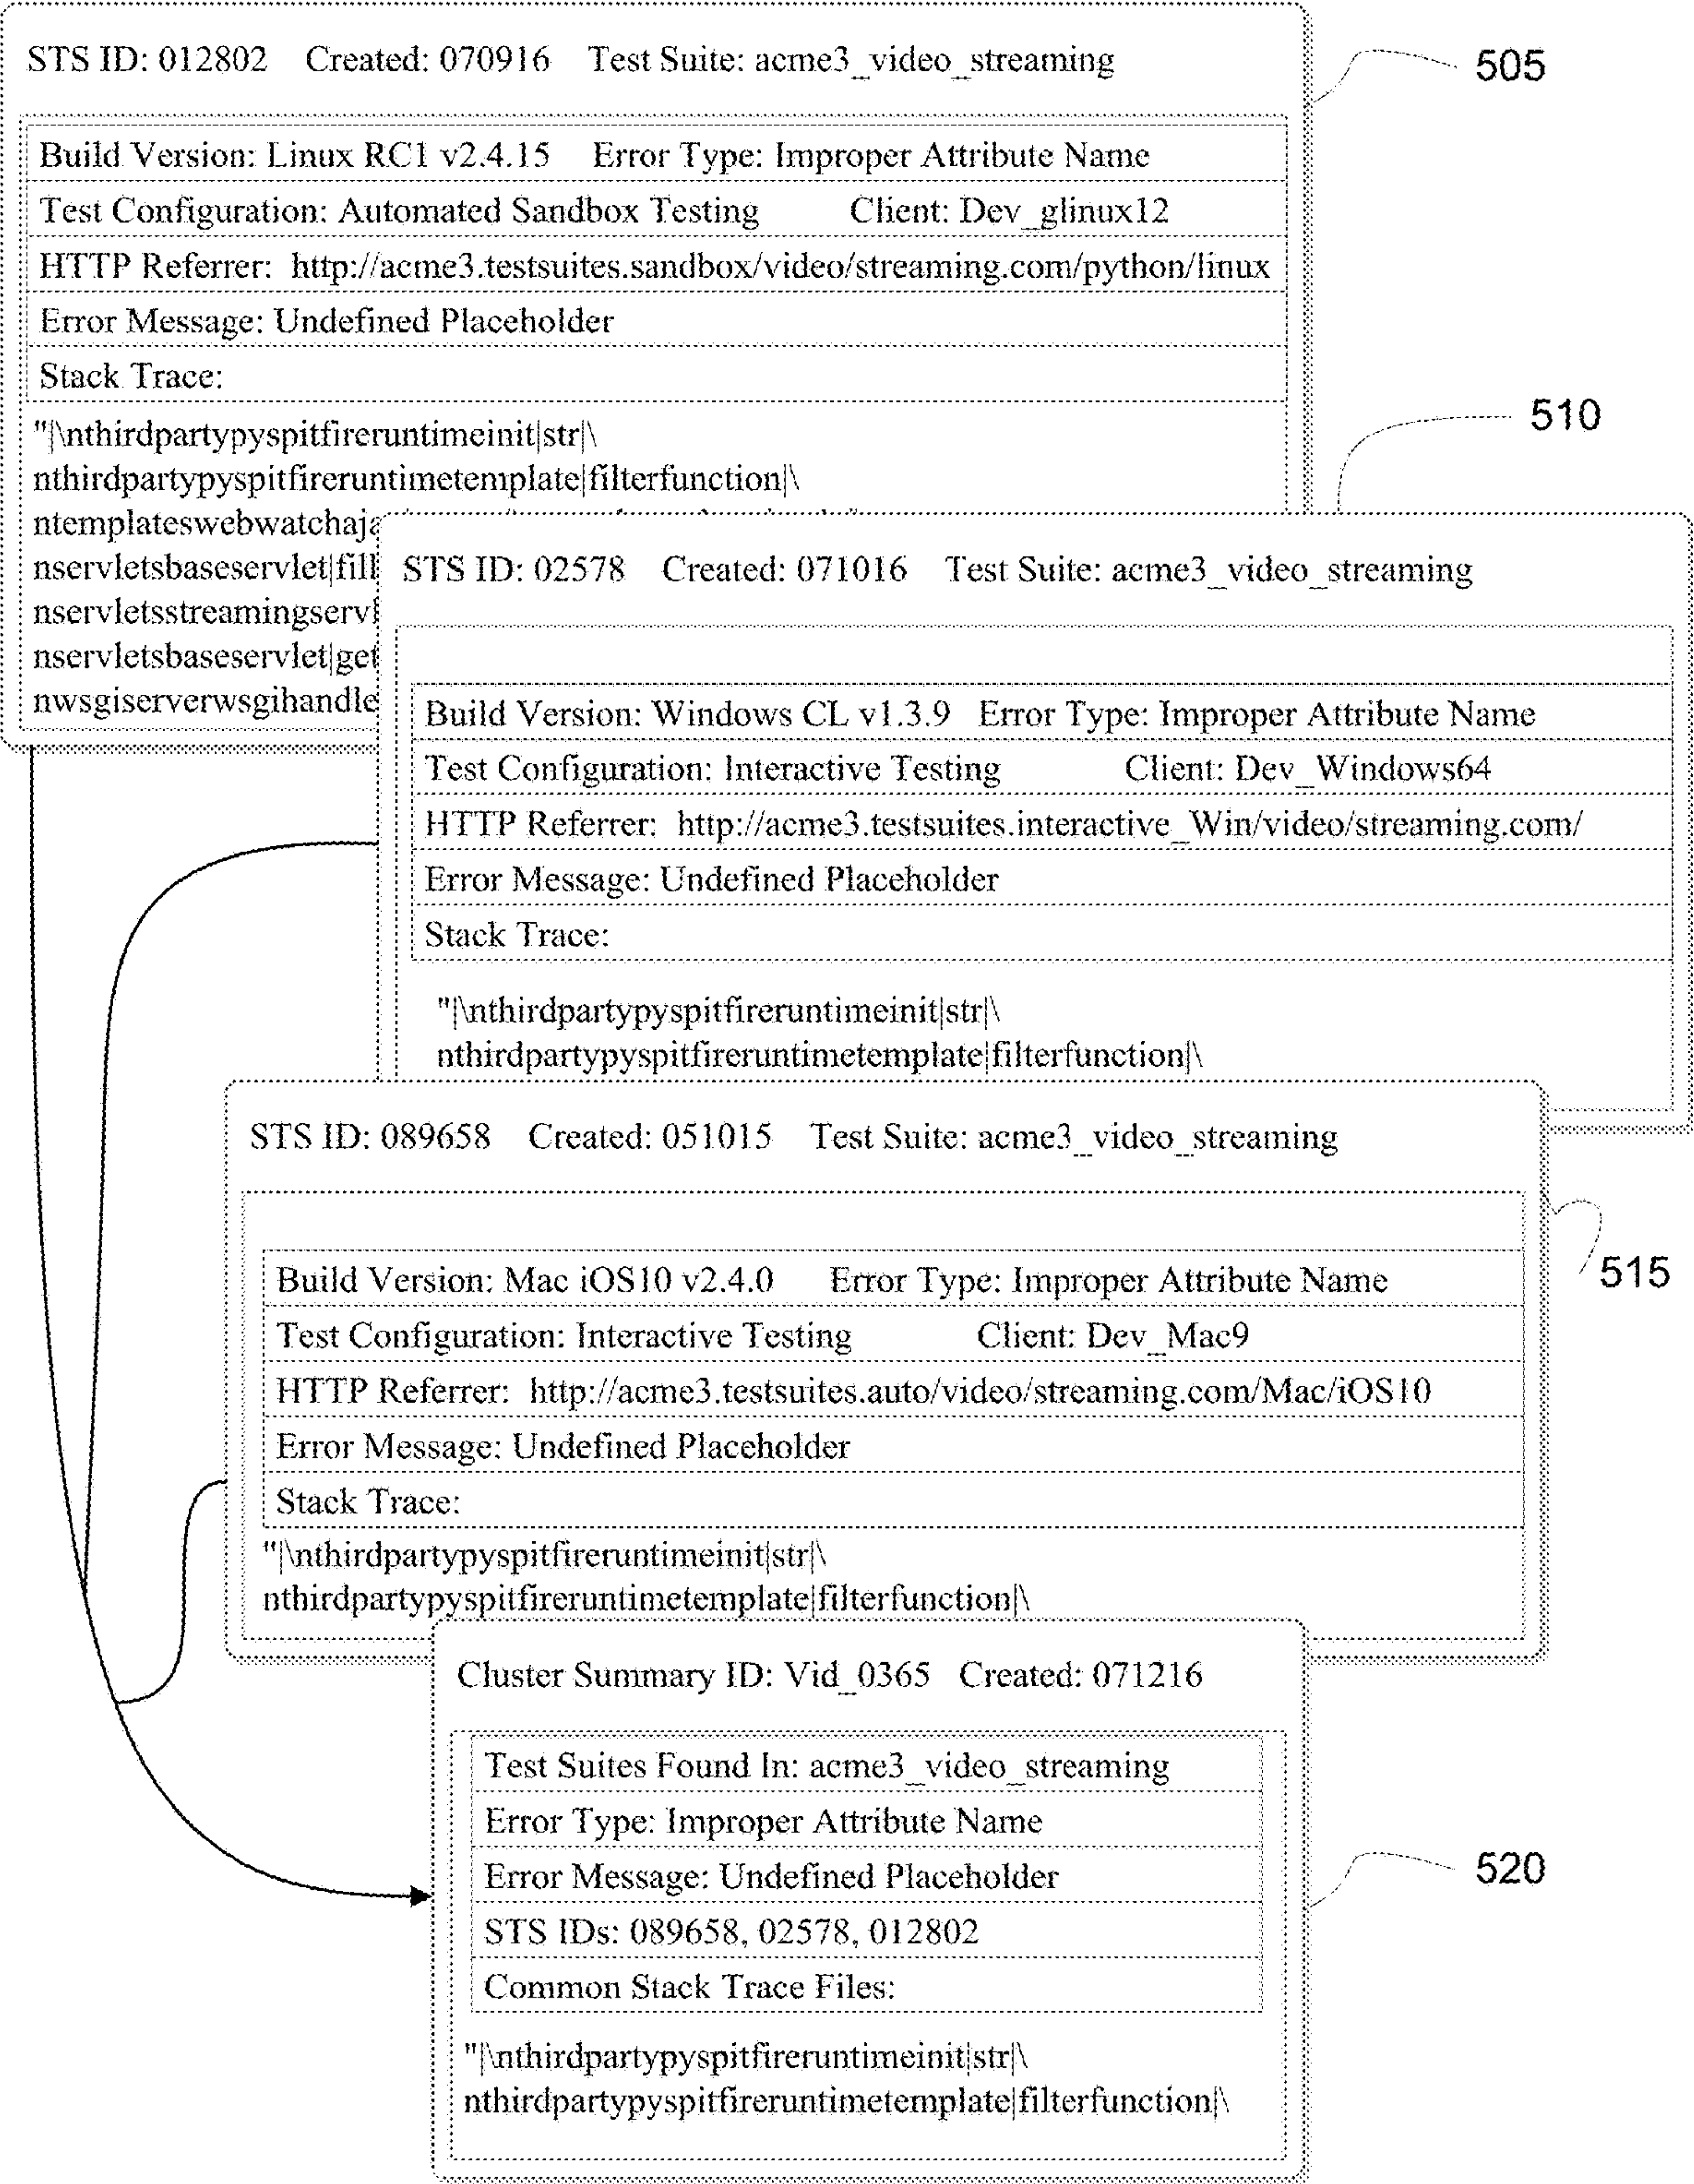 STS ID: 012802 Created: 070916 Test Suite: acme3_video_streaming
505
Build Version: Linux RC1 v2.4.15 Error Type: Improper Attribute Name
Test Configuration: Automated Sandbox Testing Client: Dev_glinux12
HTTP Referrer: http://acme3.testsuites.sandbox/video/streaming.com/python/linux
Error Message: Undefined Placeholder
Stack Trace:
"|\nthirdpartypyspitfireruntimeinit|str|\
nthirdpartypyspitfireruntimetemplate|filterfunction|\
ntemplateswebwatchaja
nservletsbaseservlet|fill
nservletsstreamingservl
nservletsbaseservlet|get
nwsgiserverwsgihandle
510
STS ID: 02578 Created: 071016 Test Suite: acme3_video_streaming
Build Version: Windows CL v1.3.9 Error Type: Improper Attribute Name
Test Configuration: Interactive Testing Client: Dev_Windows64
HTTP Referrer: http://acme3.testsuites.interactive_Win/video/streaming.com/
Error Message: Undefined Placeholder
Stack Trace:
"|\nthirdpartypyspitfireruntimeinit|str|\
nthirdpartypyspitfireruntimetemplate|filterfunction|\
STS ID: 089658 Created: 051015 Test Suite: acme3_video_streaming
515
Build Version: Mac iOS10 v2.4.0 Error Type: Improper Attribute Name
Test Configuration: Interactive Testing Client: Dev_Mac9
HTTP Referrer: http://acme3.testsuites.auto/video/streaming.com/Mac/iOS10
Error Message: Undefined Placeholder
Stack Trace:
"|\nthirdpartypyspitfireruntimeinit|str|\
nthirdpartypyspitfireruntimetemplate|filterfunction|\
Cluster Summary ID: Vid_0365 Created: 071216
Test Suites Found In: acme3_video_streaming
Error Type: Improper Attribute Name
Error Message: Undefined Placeholder
520
STS IDs: 089658, 02578, 012802
Common Stack Trace Files:
"|\nthirdpartypyspitfireruntimeinit|str|\
nthirdpartypyspitfireruntimetemplate|filterfunction|\